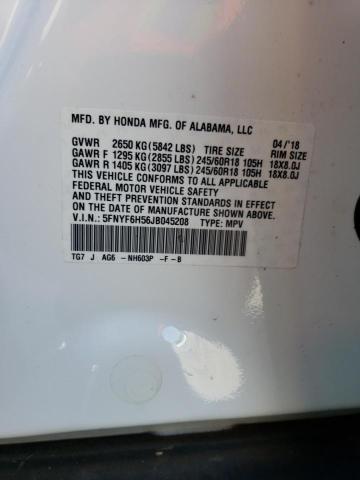 MFD. BY HONDA MFG. OF ALABAMA, LLC
04/'18
GVWR 2650 KG(5842 LBS) TIRE SIZE RIM SIZE
GAWR F 1295 KG(2855 LBS) 245/60R18 105H 18X8.0J
GAWR R 1405 KG(3097 LBS) 245/60R18 105H 18X8.0J
THIS VEHICLE CONFORMS TO ALL APPLICABLE
FEDERAL MOTOR VEHICLE SAFETY
STANDARDS IN EFFECT ON THE
DATE OF MANUFACTURE SHOWN ABOVE.
V.I.N.: 5FNYF6H56JB045208 TYPE: MPV
TG7 J AG6 -NH603P -F -B